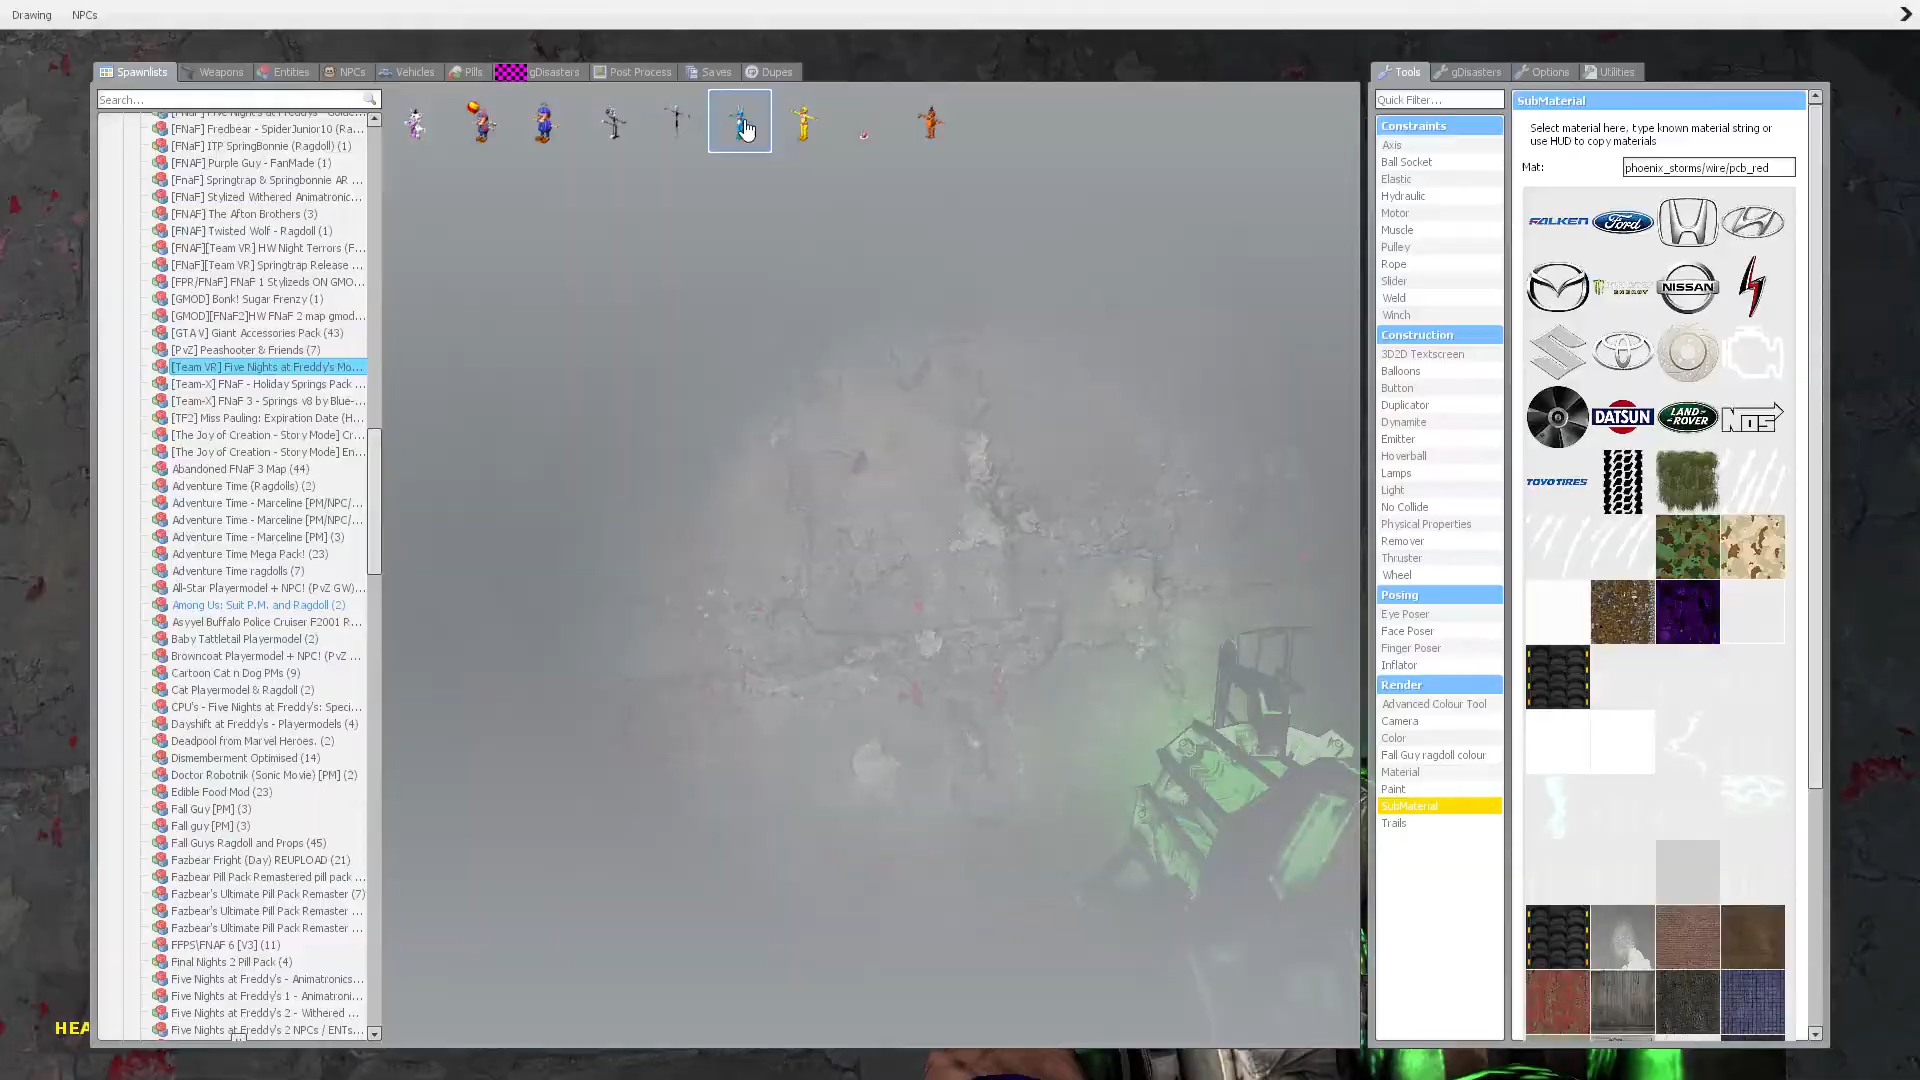 Drawing NPCs
Spawnlists Weapons Entities NPCs Vehicles Pills gDisasters Post Process Saves Dupes
Search...
[FNaF] Fredbear - SpiderJunior10 (Ra...
[FNaF] ITP SpringBonnie (Ragdoll) (1)
[FNAF] Purple Guy - FanMade (1)
[FnaF] Springtrap & Springbonnie AR ...
[FNAF] Stylized Withered Animatronic...
[FNAF] The Afton Brothers (3)
[FNAF] Twisted Wolf - Ragdoll (1)
[FNAF][Team VR] HW Night Terrors (F...
[FNaF][Team VR] Springtrap Release ...
[FPR/FNaF] FNaF 1 Stylizeds ON GMO...
[GMOD] Bonk! Sugar Frenzy (1)
[GMOD][FNaF2]HW FNaF 2 map gmod...
[GTA V] Giant Accessories Pack (43)
[PvZ] Peashooter & Friends (7)
[Team VR] Five Nights at Freddy's Mo...
[Team-X] FNaF - Holiday Springs Pack ...
[Team-X] FNaF 3 - Springs v8 by Blue-...
[TF2] Miss Pauling: Expiration Date (H...
[The Joy of Creation - Story Mode] Cr...
[The Joy of Creation - Story Mode] En...
Abandoned FNaF 3 Map (44)
Adventure Time (Ragdolls) (2)
Adventure Time - Marceline [PM/NPC/...
Adventure Time - Marceline [PM/NPC/...
Adventure Time - Marceline [PM] (3)
Adventure Time Mega Pack! (23)
Adventure Time ragdolls (7)
All-Star Playermodel + NPC! (PvZ GW)...
Among Us; Suit P.M. and Ragdoll (2)
Asyyel Buffalo Police Cruiser F2001 R...
Baby Tattletail Playermodel (2)
Browncoat Playermodel + NPC! (PvZ ...
Cartoon Cat n Dog PMs (9)
Cat Playermodel & Ragdoll (2)
CPU's - Five Nights at Freddy's: Speci...
Dayshift at Freddy's - Playermodels (4)
Deadpool from Marvel Heroes. (2)
Dismemberment Optimised (14)
Doctor Robotnik (Sonic Movie) [PM] (2)
Edible Food Mod (23)
Fall Guy [PM] (3)
Fall guy [PM] (3)
Fall Guys Ragdoll and Props (45)
Fazbear Fright (Day) REUPLOAD (21)
Fazbear Pill Pack Remastered pill pack ...
Fazbear's Ultimate Pill Pack Remaster (7)
Fazbear's Ultimate Pill Pack Remaster ...
Fazbear's Ultimate Pill Pack Remaster ...
FFPS\FNAF 6 [V3] (11)
Final Nights 2 Pill Pack (4)
Five Nights at Freddy's - Animatronics...
Five Nights at Freddy's 1 - Animatroni...
Five Nights at Freddy's 2 - Withered ...
Five Nights at Freddy's 2 NPCs / ENTs...
HEA
Tools gDisasters Options Utilities
Quick Filter...
Constraints
Axis
Ball Socket
Elastic
Hydraulic
Motor
Muscle
Pulley
Rope
Slider
Weld
Winch
Construction
3D2D Textscreen
Balloons
Button
Duplicator
Dynamite
Emitter
Hoverball
Lamps
Light
No Collide
Physical Properties
Remover
Thruster
Wheel
Posing
Eye Poser
Face Poser
Finger Poser
Inflator
Render
Advanced Colour Tool
Camera
Color
Fall Guy ragdoll colour
Material
Paint
SubMaterial
Trails
SubMaterial
Select material here, type known material string or
use HUD to copy materials
Mat: phoenix_storms/wire/pcb_red
FALKEN Ford
NISSAN
DATSUN LAND-ROVER NOS
TOYO TIRES